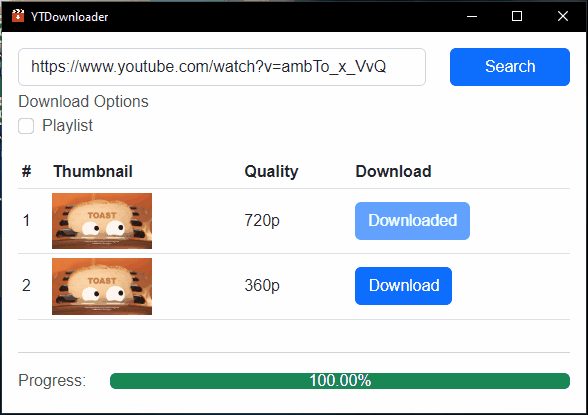 YTDownloader
https://www.youtube.com/watch?v=ambTo_x_VvQ Search
Download Options
Playlist
# Thumbnail Quality Download
TOAST
1 720p Downloaded
TOAST
2 360p Download
Progress: 100.00%